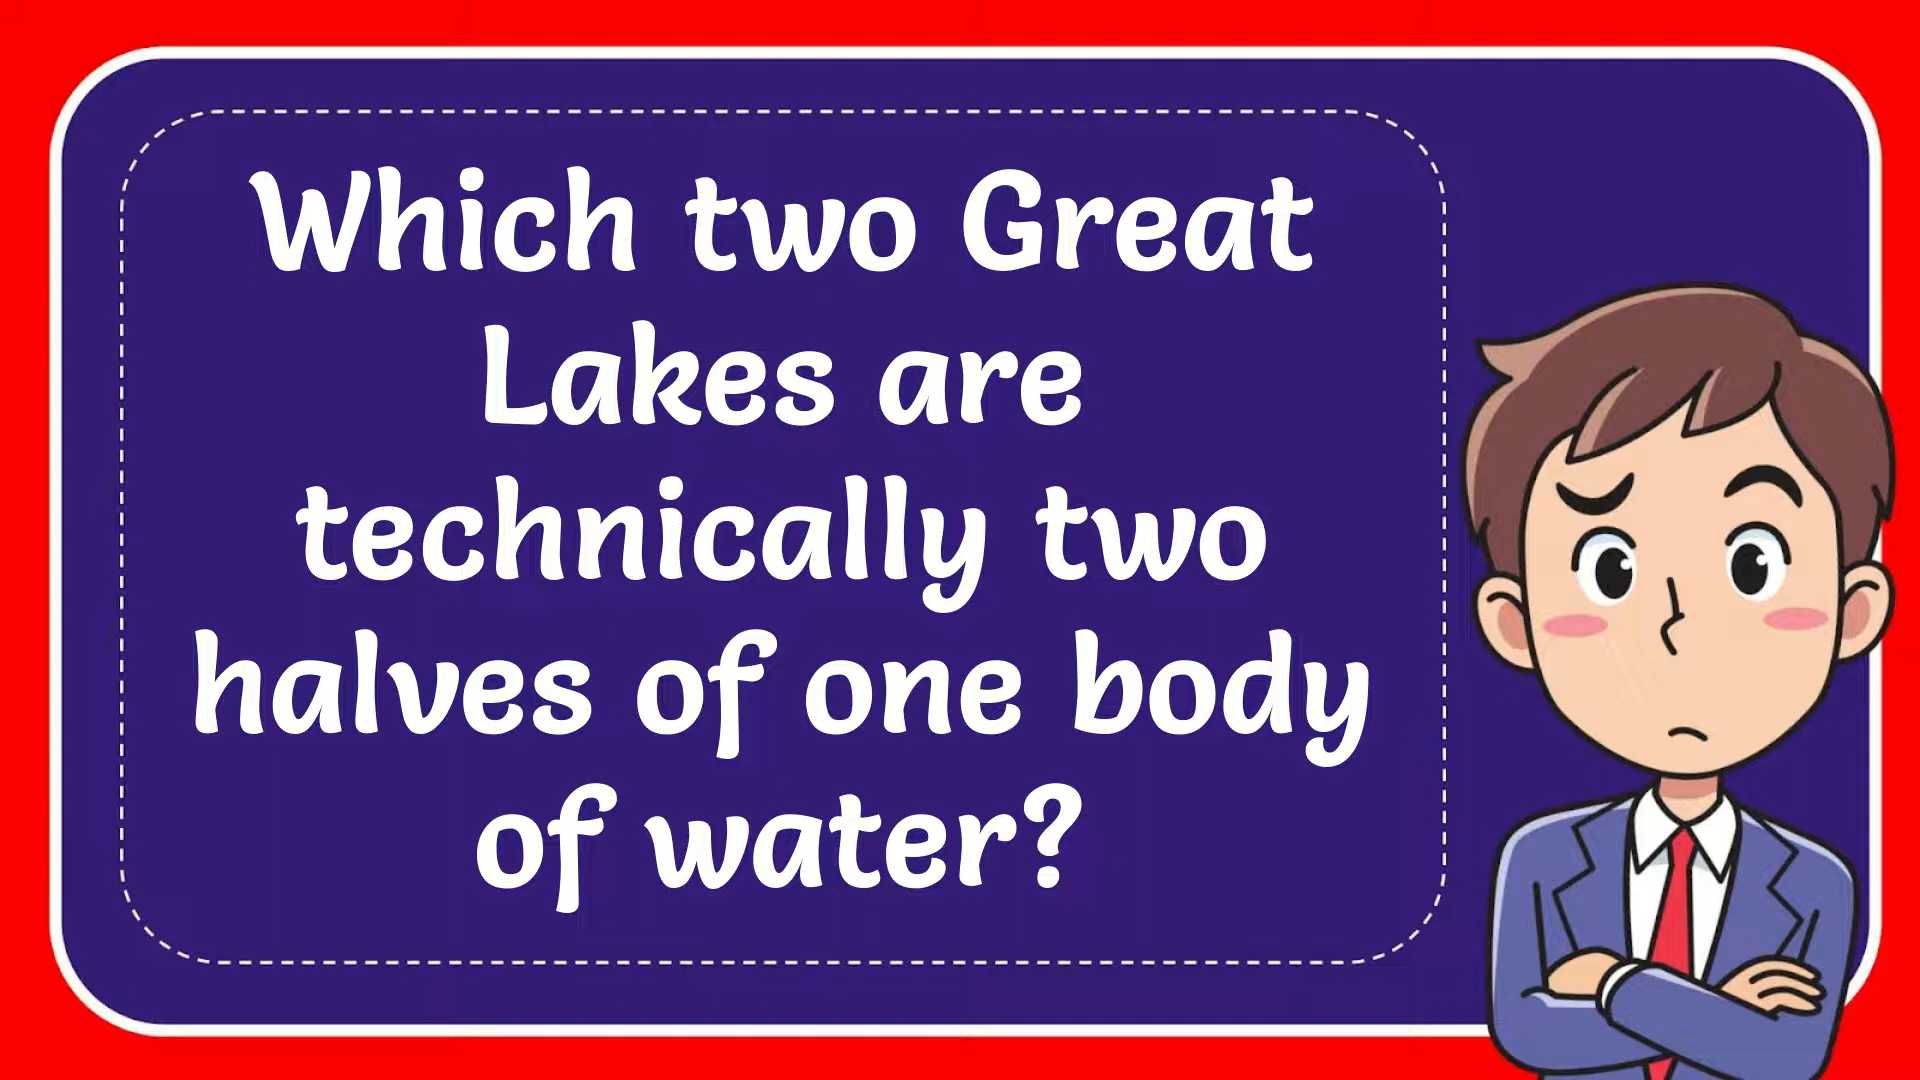 Which two Great
Lakes are
technically two
halves of one body
of water?